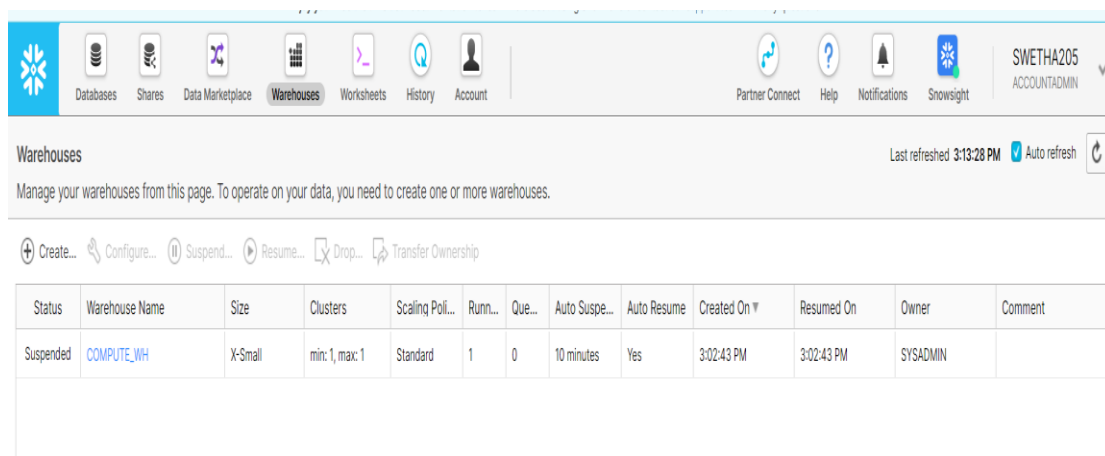 Databases Shares Data Marketplace Warehouses Worksheets History Account Partner Connect Help Notifications Snowsight SWETHA205
ACCOUNTADMIN
Warehouses Last refreshed 3:13:28 PM Auto refresh
Manage your warehouses from this page. To operate on your data, you need to create one or more warehouses.
Create... Configure... Suspend... Resume... Drop... Transfer Ownership
Status Warehouse Name Size Clusters Scaling Poli... Runn... Que... Auto Suspe... Auto Resume Created On Resumed On Owner Comment
Suspended COMPUTE_WH X-Small min: 1, max: 1 Standard 1 0 10 minutes Yes 3:02:43 PM 3:02:43 PM SYSADMIN